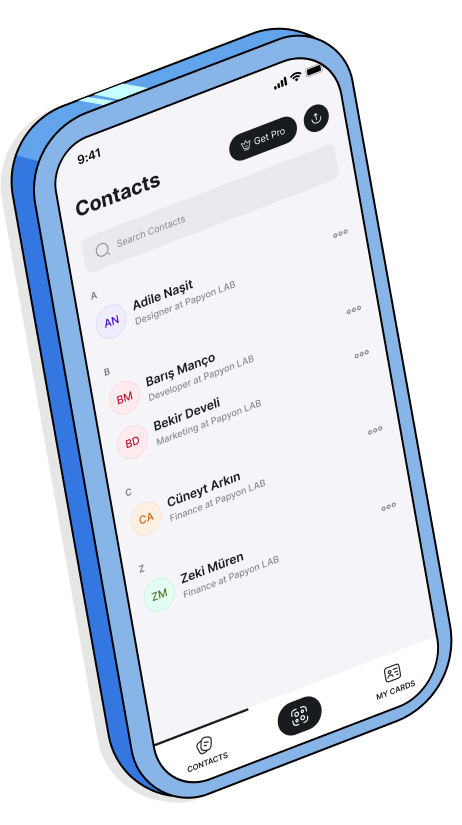 9:41
Get Pro
Contacts
Search Contacts
A
AN
Adile Naşit
Designer at Papyon LAB
B
BM
Barış Manço
Developer at Papyon LAB
BD
Bekir Develi
Marketing at Papyon LAB
C
CA
Cüneyt Arkın
Finance at Papyon LAB
Z
ZM
Zeki Müren
Finance at Papyon LAB
CONTACTS
MY CARDS